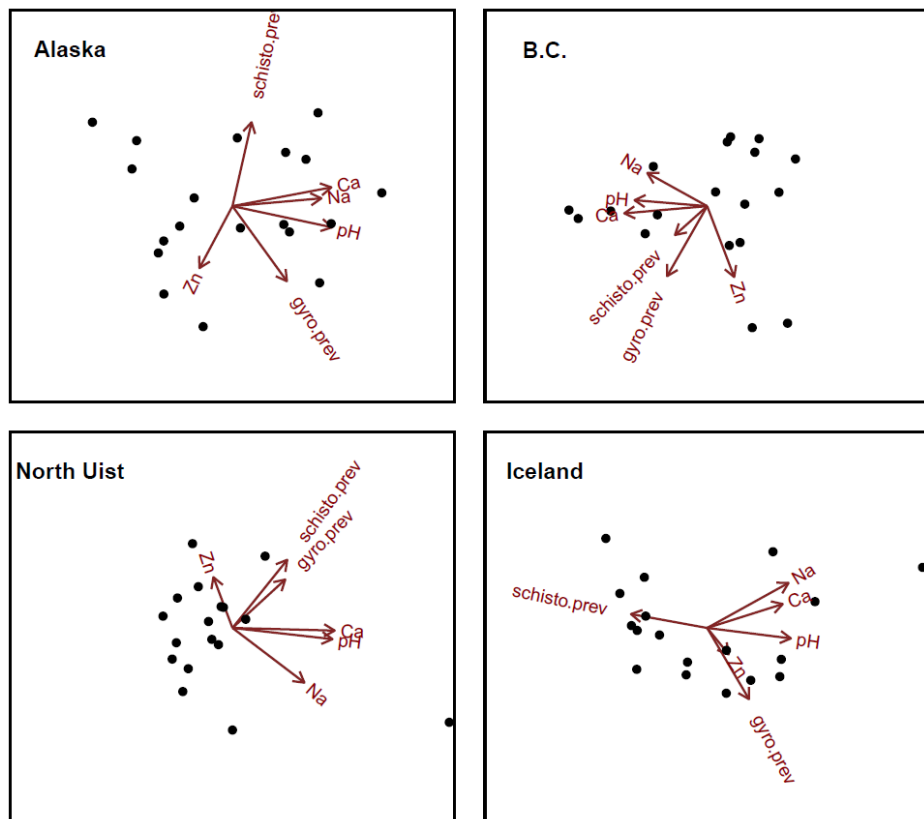 Alaska
schisto.prev
Ca
Na
pH
Zn
gyro.prev
B.C.
Na
pH
Ca
schisto.prev
gyro.prev
Zn
North Uist
schisto.prev
gyro.prev
Zn
Ca
pH
Na
Iceland
schisto.prev
Na
Ca
pH
Zn
gyro.prev